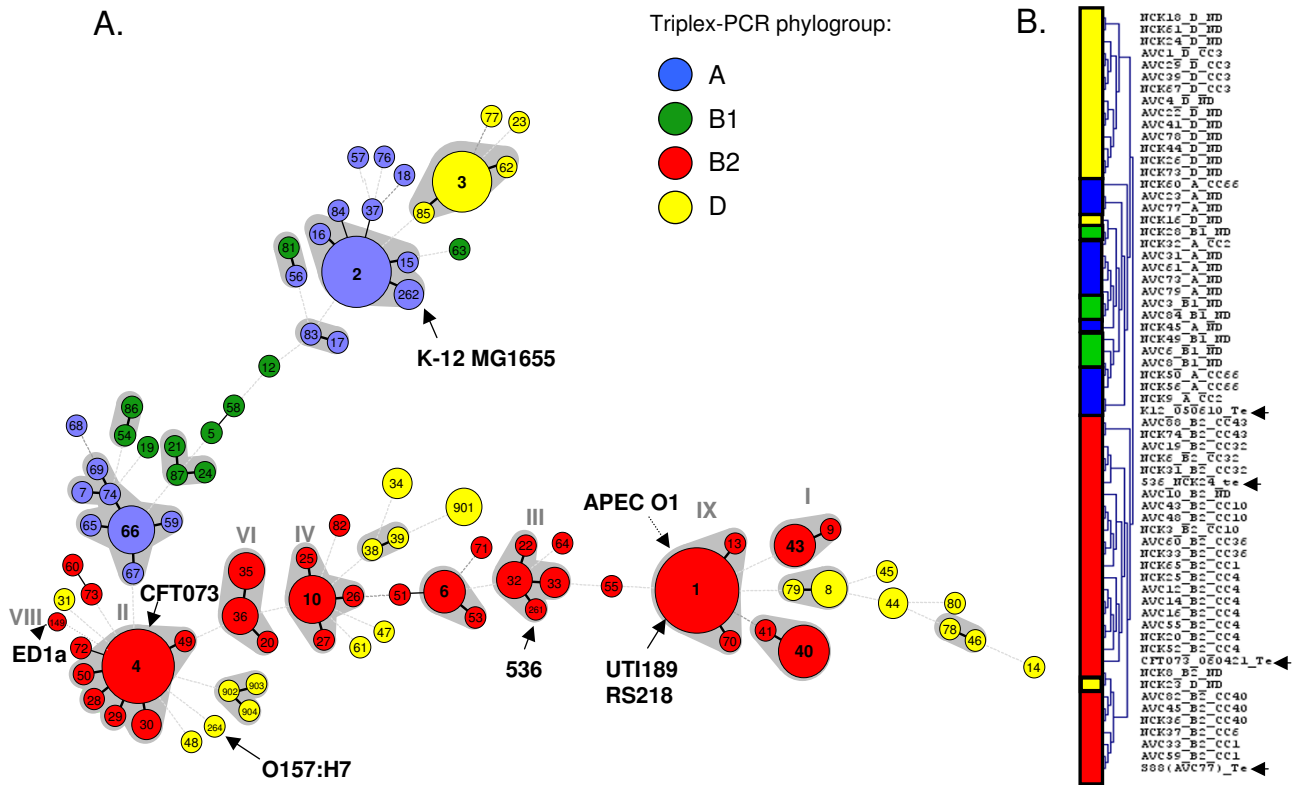 A.
Triplex-PCR phylogroup:
A
B1
B2
D
77
23
62
3
85
57
76
18
37
84
16
2
15
262
63
81
56
83
17
K-12 MG1655
12
58
5
86
54
19
21
87
24
68
69
7
74
65
66
59
67
60
73
31
II
CFT073
VIII
149
ED1a
72
49
4
50
28
29
30
902
903
904
264
48
O157:H7
VI
35
36
20
IV
25
82
10
26
27
61
47
34
38
39
901
51
71
6
53
III
22
64
32
33
261
536
55
APEC O1
IX
13
1
70
UTI189
RS218
I
43
9
79
8
41
40
45
44
80
78
46
14
B.
NCK18_D_ND
NCK61_D_ND
NCK24_D_ND
AVC1_D_CC3
AVC29_D_CC3
AVC39_D_CC3
NCK67_D_CC3
AVC4_D_ND
AVC22_D_ND
AVC41_D_ND
AVC78_D_ND
NCK44_D_ND
NCK26_D_ND
NCK73_D_ND
NCK60_A_CC66
AVC23_A_ND
AVC77_A_ND
NCK16_D_ND
NCK28_B1_ND
NCK32_A_CC2
AVC31_A_ND
AVC61_A_ND
AVC73_A_ND
AVC79_A_ND
AVC3_B1_ND
AVC84_B1_ND
NCK45_A_ND
NCK49_B1_ND
AVC6_B1_ND
AVC8_B1_ND
NCK50_A_CC66
NCK56_A_CC66
NCK9_A_CC2
K12_050610_Te
AVC88_B2_CC43
NCK74_B2_CC43
AVC19_B2_CC32
NCK6_B2_CC32
NCK31_B2_CC32
536_NCK24_te
AVC10_B2_ND
AVC43_B2_CC10
AVC48_B2_CC10
NCK3_B2_CC10
AVC60_B2_CC36
NCK33_B2_CC36
NCK65_B2_CC1
NCK25_B2_CC4
AVC12_B2_CC4
AVC14_B2_CC4
AVC16_B2_CC4
AVC55_B2_CC4
NCK20_B2_CC4
NCK52_B2_CC4
CFT073_060421_Te
NCK8_B2_ND
NCK23_D_ND
AVC82_B2_CC40
AVC45_B2_CC40
NCK36_B2_CC40
NCK37_B2_CC6
AVC33_B2_CC1
AVC59_B2_CC1
S88(AVC77)_Te